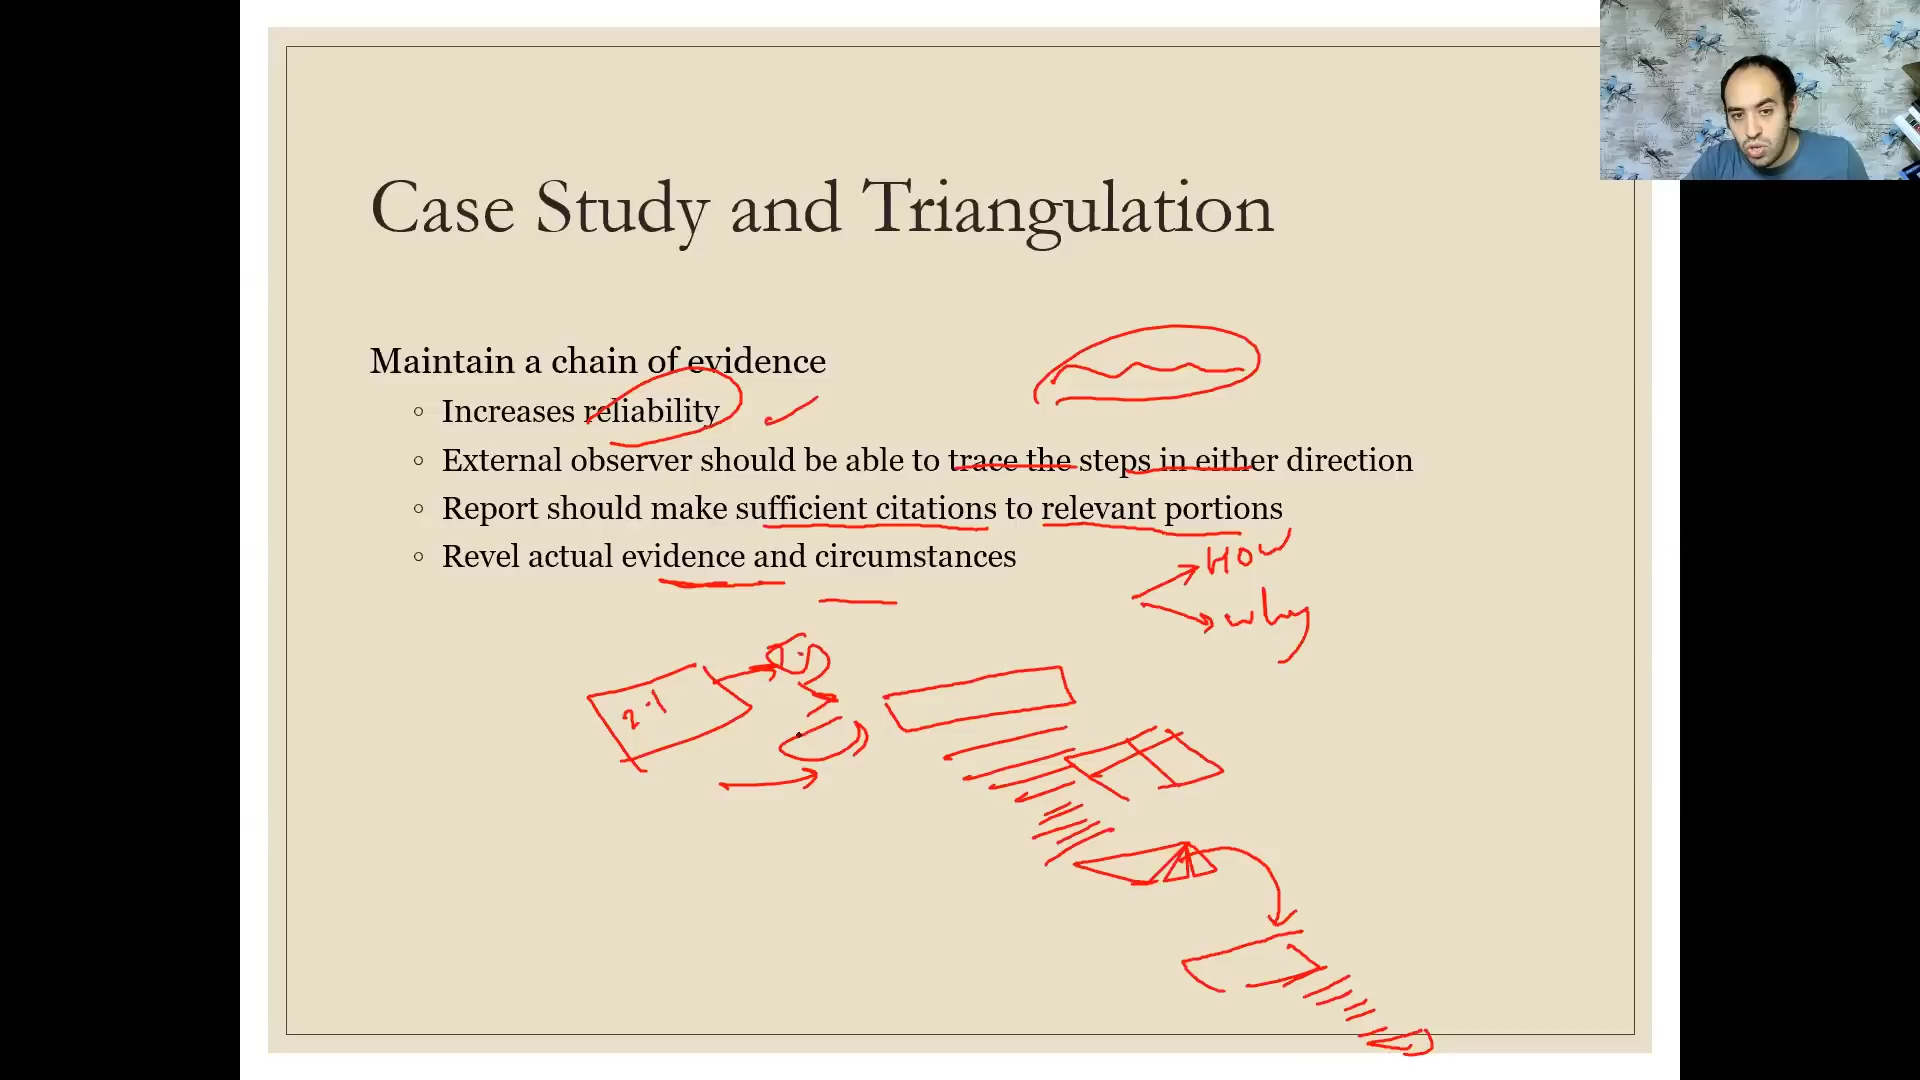 Case Study and Triangulation
Maintain a chain of evidence
◦ Increases reliability
◦ External observer should be able to trace the steps in either direction
◦ Report should make sufficient citations to relevant portions
◦ Revel actual evidence and circumstances
HOW
why
2.1